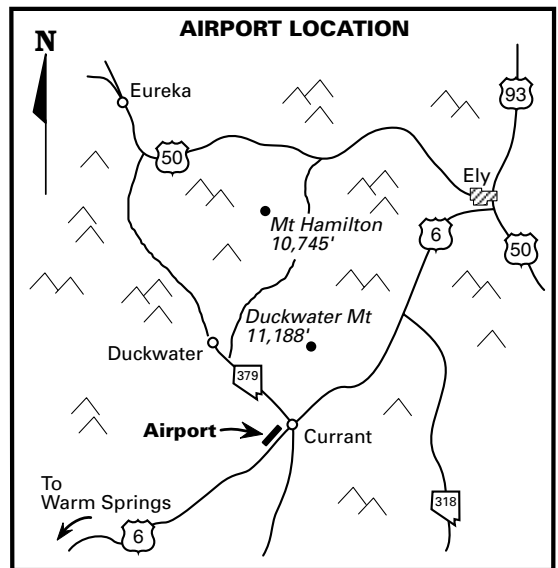 AIRPORT LOCATION
N
Eureka
93
50
Ely
Mt Hamilton
10,745'
6
50
Duckwater Mt
11,188'
Duckwater
379
Airport
Currant
To
Warm Springs
318
6